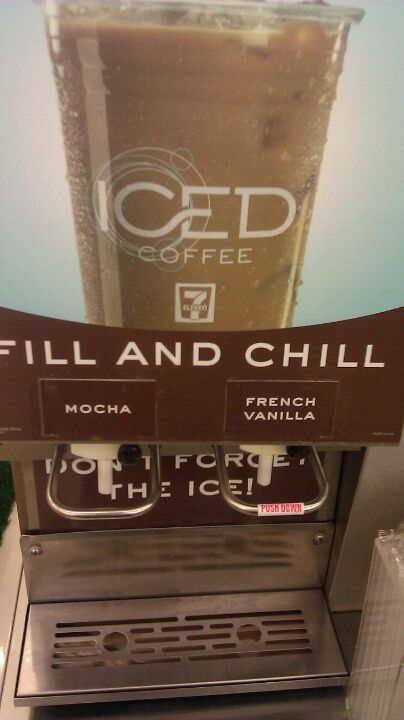 ICED
COFFEE
7
ELEVEN
FILL AND CHILL
MOCHA
FRENCH
VANILLA
DON'T FORGET
THE ICE!
PUSH DOWN